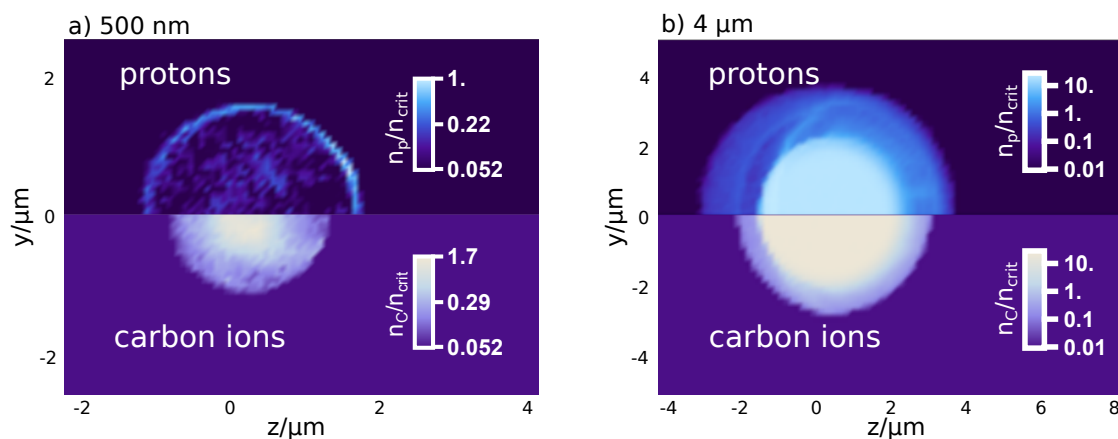 a) 500 nm
protons
n_p/n_crit
1.
0.22
0.052
2
0
-2
y/μm
n_C/n_crit
1.7
0.29
0.052
carbon ions
-2
0
2
4
z/μm
b) 4 μm
protons
n_p/n_crit
10.
1.
0.1
0.01
4
2
0
-2
-4
y/μm
n_C/n_crit
10.
1.
0.1
0.01
carbon ions
-4
-2
0
2
4
6
8
z/μm